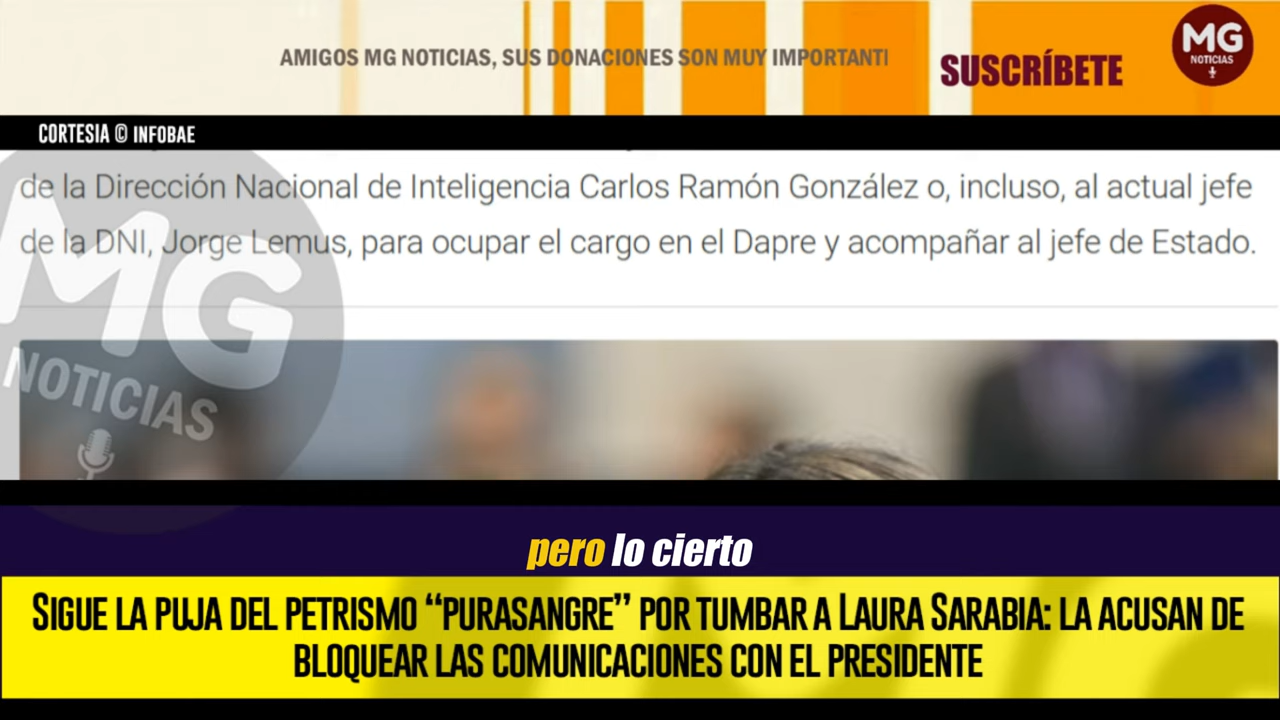 AMIGOS MG NOTICIAS, SUS DONACIONES SON MUY IMPORTANTI
SUSCRÍBETE
MG
NOTICIAS
CORTESIA © INFOBAE
de la Dirección Nacional de Inteligencia Carlos Ramón González o, incluso, al actual jefe
de la DNI, Jorge Lemus, para ocupar el cargo en el Dapre y acompañar al jefe de Estado.
MG
NOTICIAS
pero lo cierto
SIGUE LA PUJA DEL PETRISMO “PURASANGRE” POR TUMBAR A LAURA SARABIA: LA ACUSAN DE
BLOQUEAR LAS COMUNICACIONES CON EL PRESIDENTE